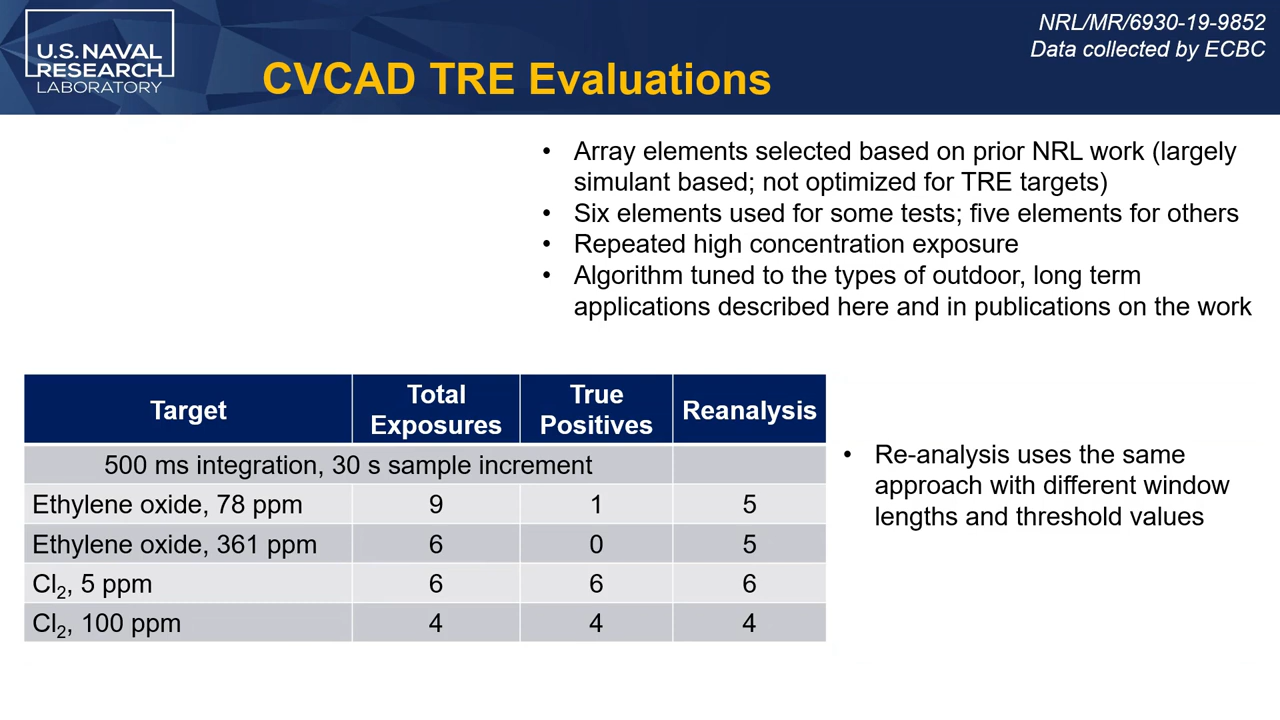 U.S. NAVAL
RESEARCH
LABORATORY
NRL/MR/6930-19-9852
Data collected by ECBC
CVCAD TRE Evaluations
• Array elements selected based on prior NRL work (largely
simulant based; not optimized for TRE targets)
• Six elements used for some tests; five elements for others
• Repeated high concentration exposure
• Algorithm tuned to the types of outdoor, long term
applications described here and in publications on the work
Target Total Exposures True Positives Reanalysis
500 ms integration, 30 s sample increment
Ethylene oxide, 78 ppm 9 1 5
Ethylene oxide, 361 ppm 6 0 5
Cl₂, 5 ppm 6 6 6
Cl₂, 100 ppm 4 4 4
• Re-analysis uses the same
approach with different window
lengths and threshold values